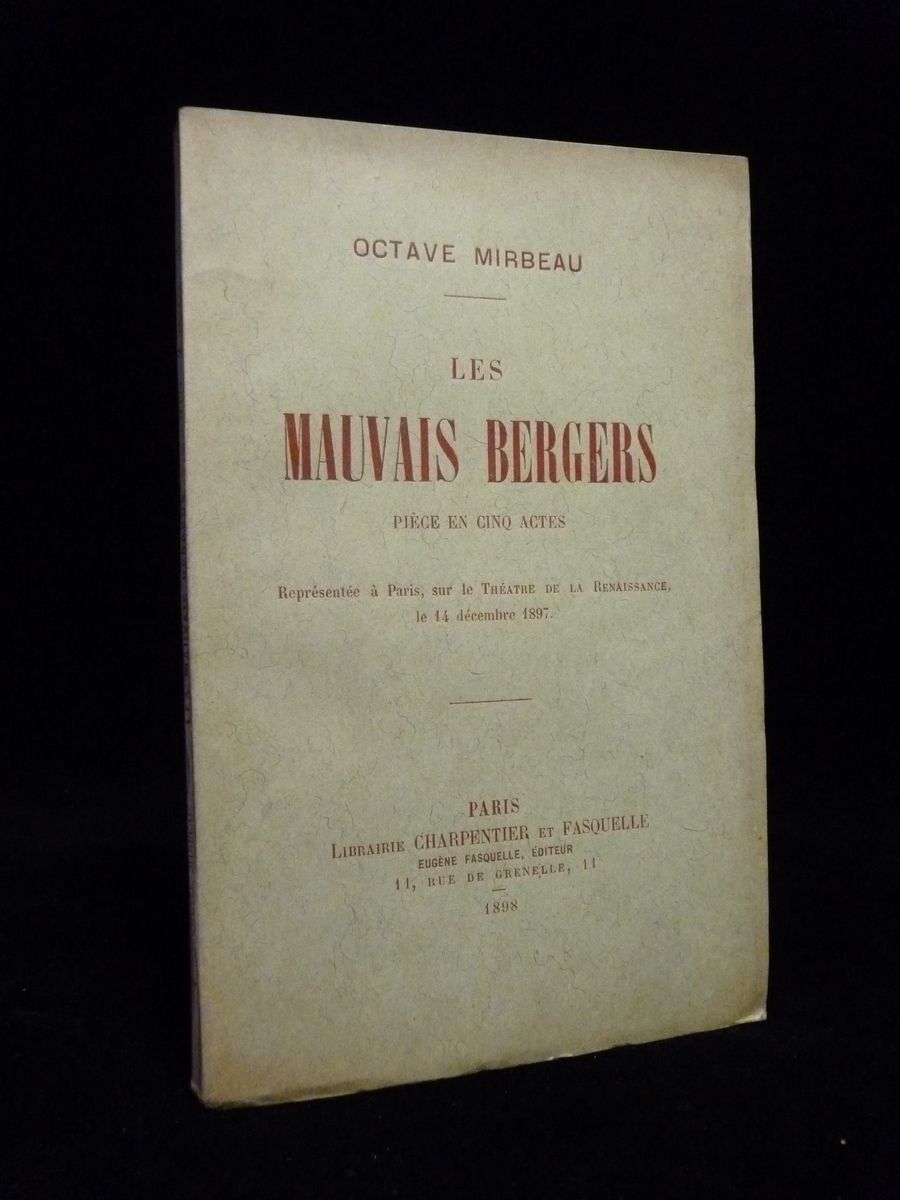 OCTAVE MIRBEAU
LES
MAUVAIS BERGERS
PIÈCE EN CINQ ACTES
Représentée à Paris, sur le THÉATRE DE LA RENAISSANCE,
le 14 décembre 1897.
PARIS
LIBRAIRIE CHARPENTIER ET FASQUELLE
EUGÈNE FASQUELLE, ÉDITEUR
11, RUE DE GRENELLE, 11
1898